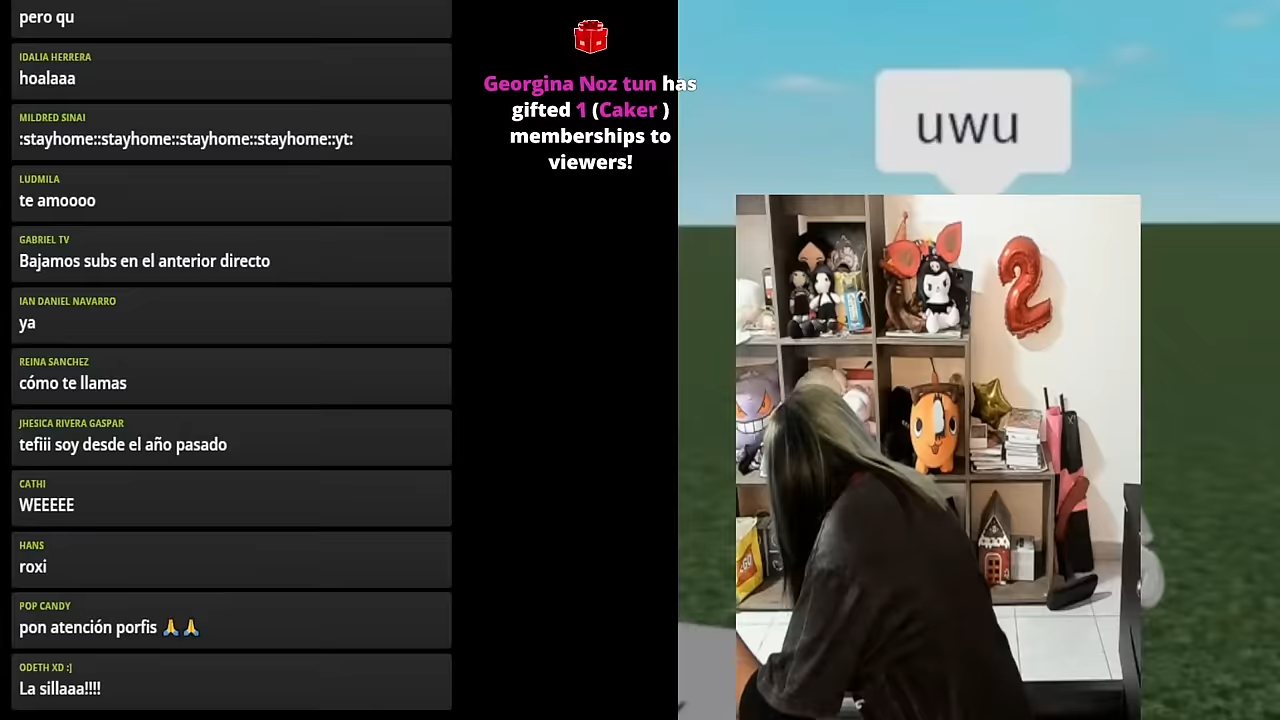 pero qu
IDALIA HERRERA
hoalaaa
MILDRED SINAI
:stayhome::stayhome::stayhome::stayhome::yt:
LUDMILA
te amoooo
GABRIEL TV
Bajamos subs en el anterior directo
IAN DANIEL NAVARRO
ya
REINA SANCHEZ
cómo te llamas
JHESICA RIVERA GASPAR
tefiii soy desde el año pasado
CATHI
WEEEEE
HANS
roxi
POP CANDY
pon atención porfis 🙏🙏
ODETH XD :]
La sillaaa!!!!
Georgina Noz tun has
gifted 1 (Caker )
memberships to
viewers!
uwu
2